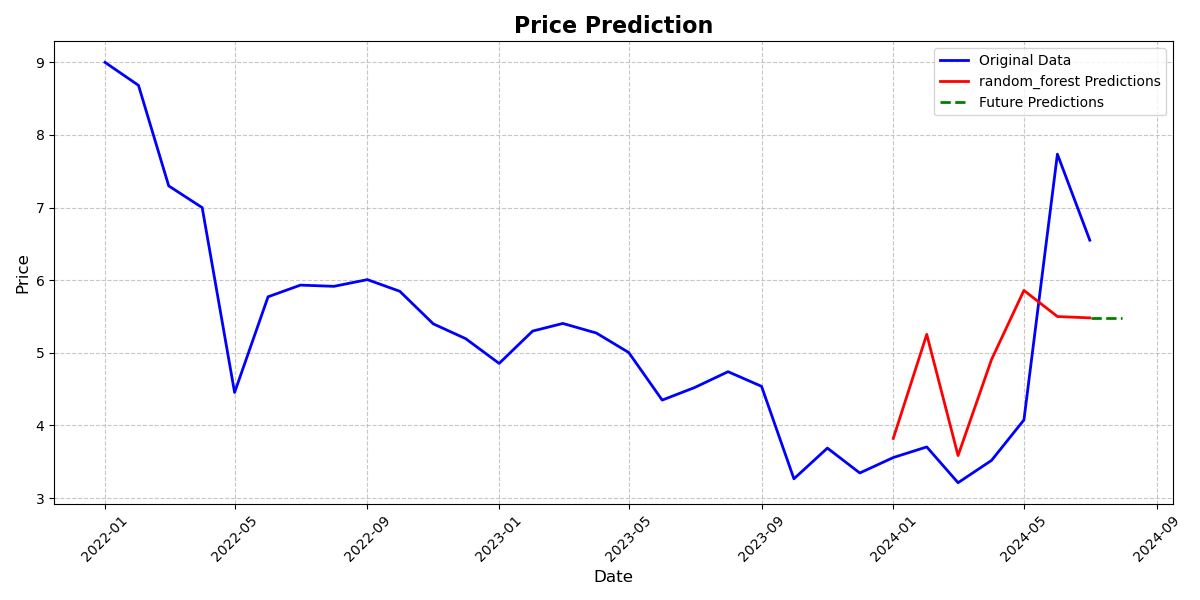 Price Prediction
Original Data
random_forest Predictions
Future Predictions
Price
9
8
7
6
5
4
3
2022-01
2022-05
2022-09
2023-01
2023-05
2023-09
2024-01
2024-05
2024-09
Date